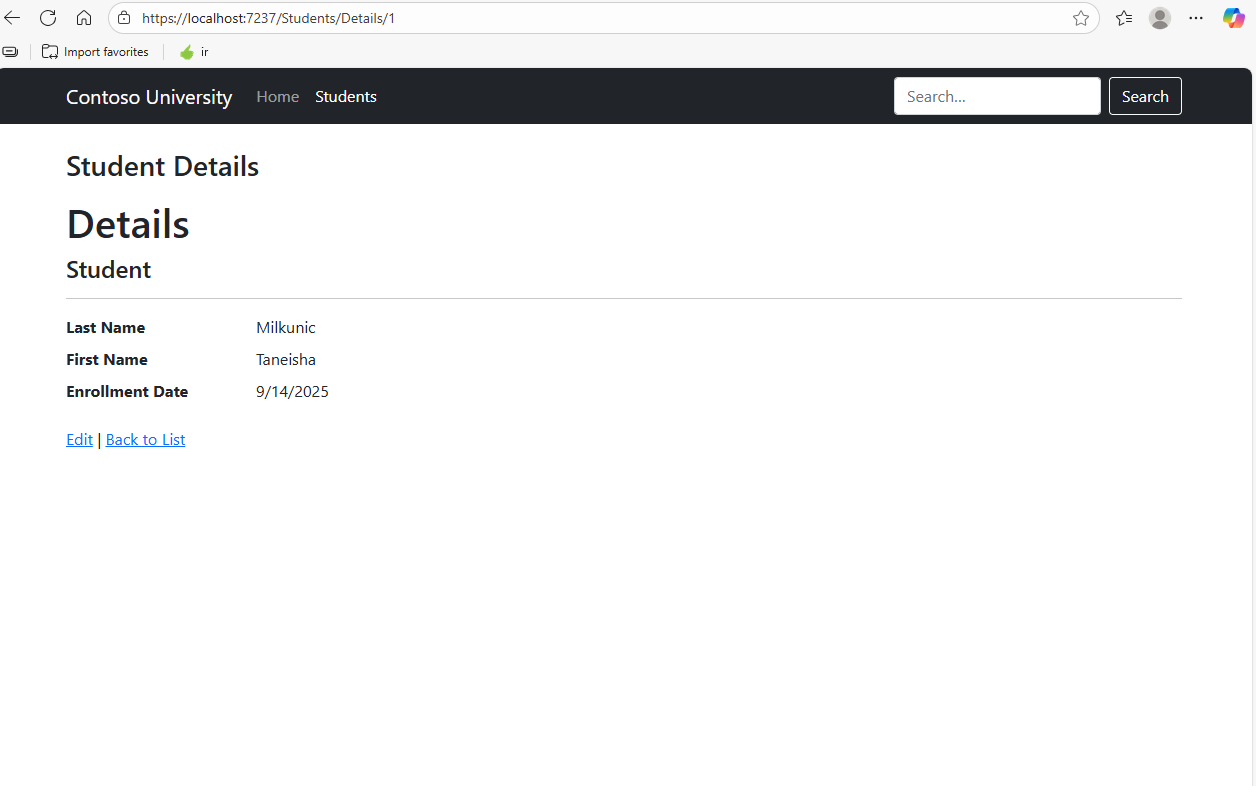 https://localhost:7237/Students/Details/1
Import favorites ir
Contoso University Home Students Search... Search
Student Details
Details
Student
Last Name Milkunic
First Name Taneisha
Enrollment Date 9/14/2025
Edit | Back to List